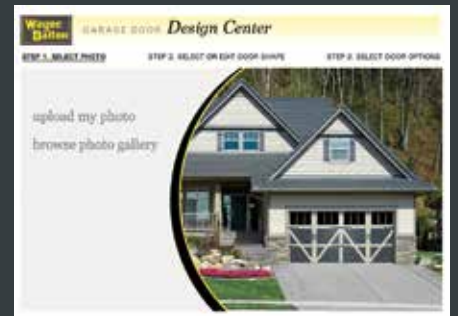 Wayne
Dalton
GARAGE DOOR Design Center
STEP 1. SELECT PHOTO
STEP 2. SELECT OR EDIT DOOR SHAPE
STEP 3. SELECT DOOR OPTIONS
upload my photo
browse photo gallery